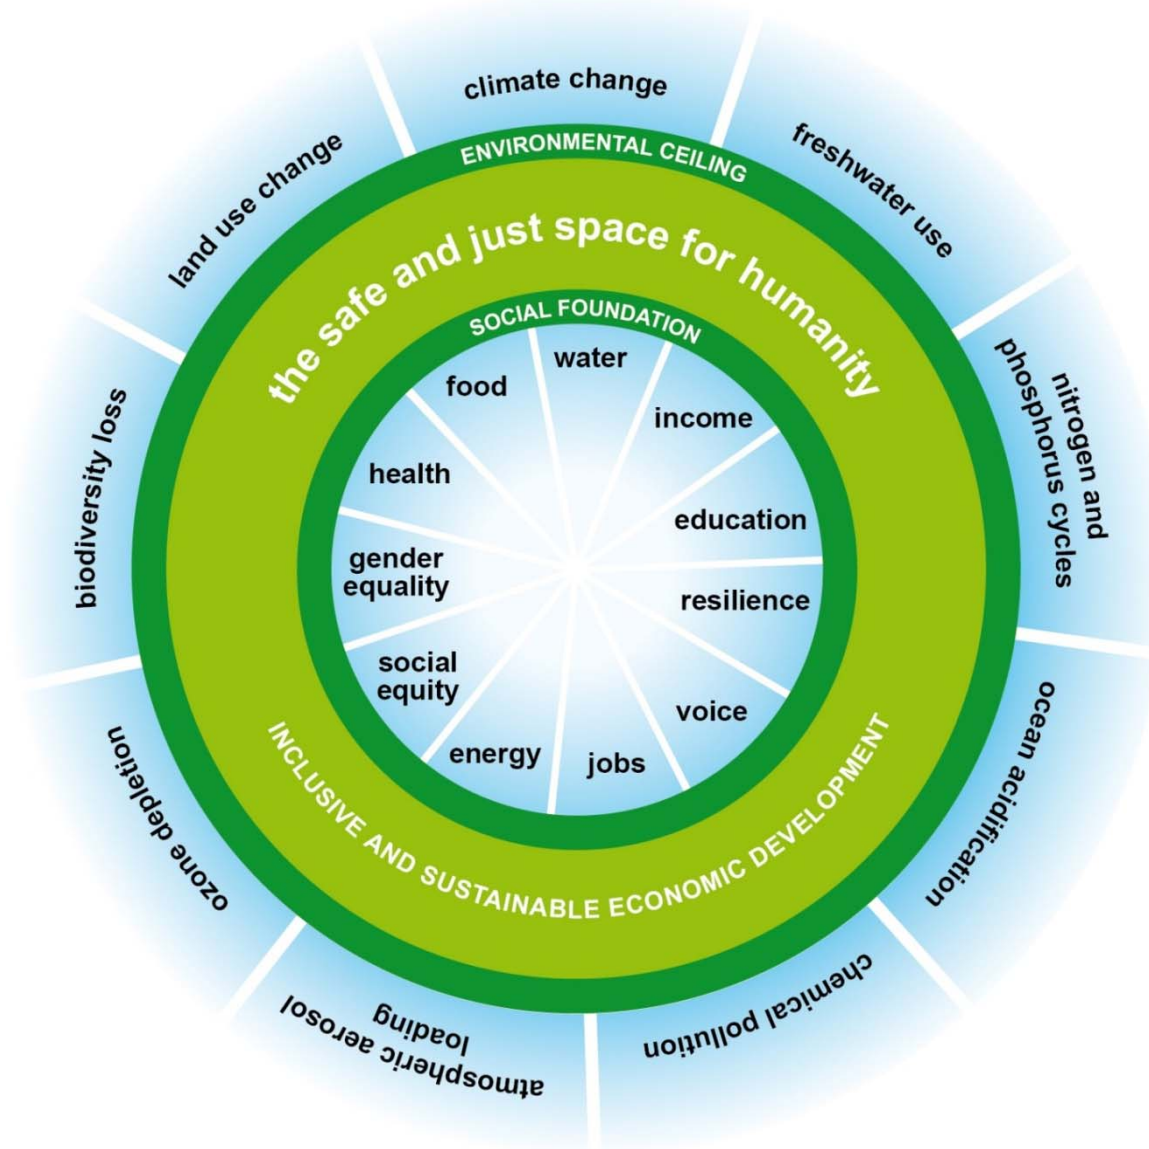 climate change
freshwater use
nitrogen and
phosphorus cycles
ocean acidification
chemical pollution
atmospheric aerosol
loading
ozone depletion
biodiversity loss
land use change
ENVIRONMENTAL CEILING
the safe and just space for humanity
SOCIAL FOUNDATION
water
income
education
resilience
voice
jobs
energy
social
equity
gender
equality
health
food
INCLUSIVE AND SUSTAINABLE ECONOMIC DEVELOPMENT